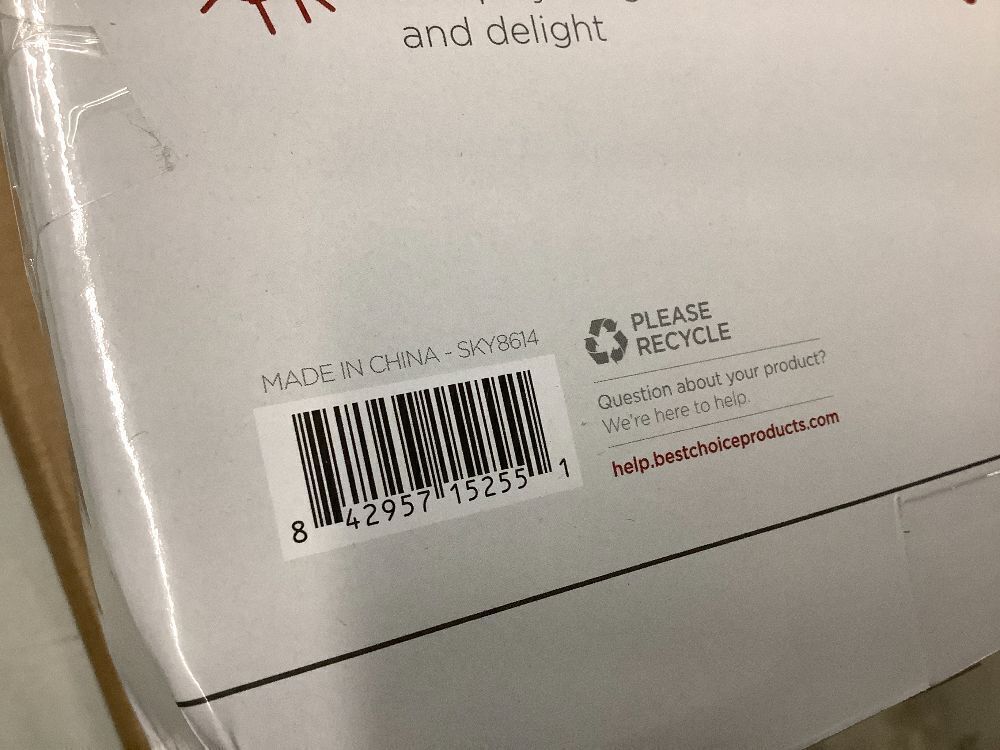 and delight
MADE IN CHINA - SKY8614
8 42957 15255 1
PLEASE
RECYCLE
Question about your product?
We're here to help.
help.bestchoiceproducts.com